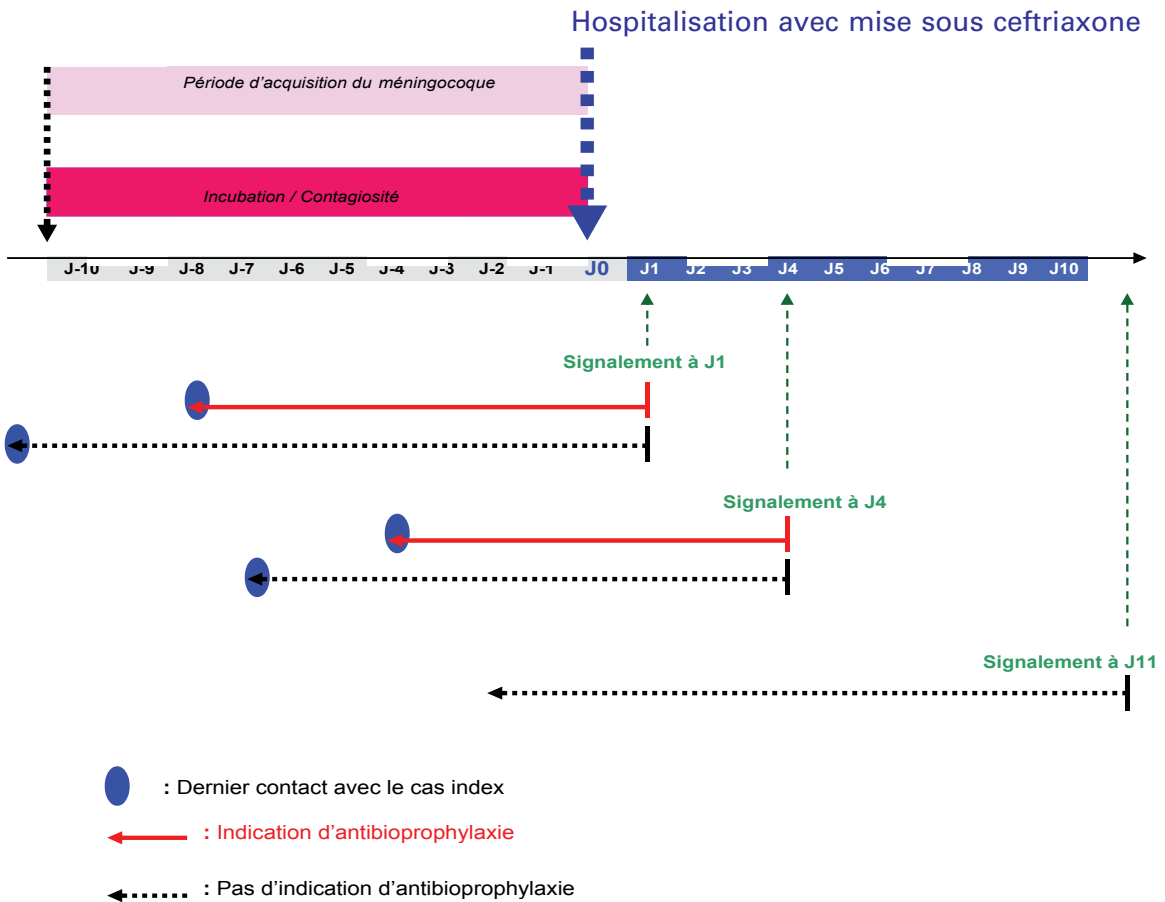 Hospitalisation avec mise sous ceftriaxone
Période d'acquisition du méningocoque
Incubation / Contagiosité
J-10 J-9 J-8 J-7 J-6 J-5 J-4 J-3 J-2 J-1 J0 J1 J2 J3 J4 J5 J6 J7 J8 J9 J10
Signalement à J1
Signalement à J4
Signalement à J11
: Dernier contact avec le cas index
: Indication d'antibioprophylaxie
: Pas d'indication d'antibioprophylaxie